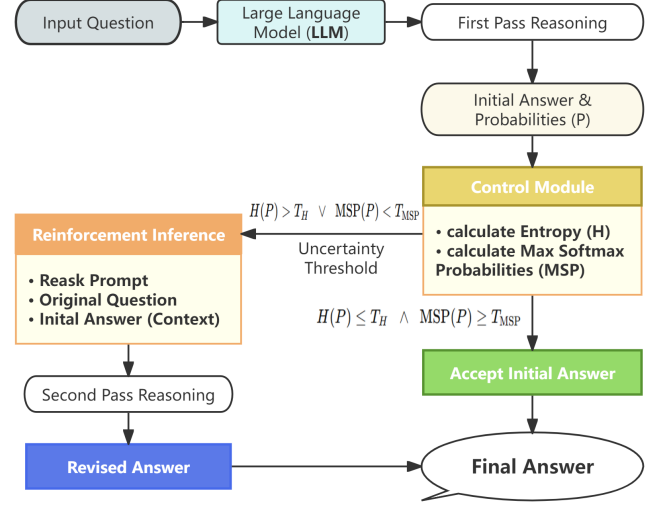 Input Question
Large Language
Model (LLM)
First Pass Reasoning
Initial Answer &
Probabilities (P)
Control Module
• calculate Entropy (H)
• calculate Max Softmax
Probabilities (MSP)
H(P) > T_H ∨ MSP(P) < T_MSP
Uncertainty
Threshold
Reinforcement Inference
• Reask Prompt
• Original Question
• Inital Answer (Context)
H(P) ≤ T_H ∧ MSP(P) ≥ T_MSP
Accept Initial Answer
Second Pass Reasoning
Revised Answer
Final Answer